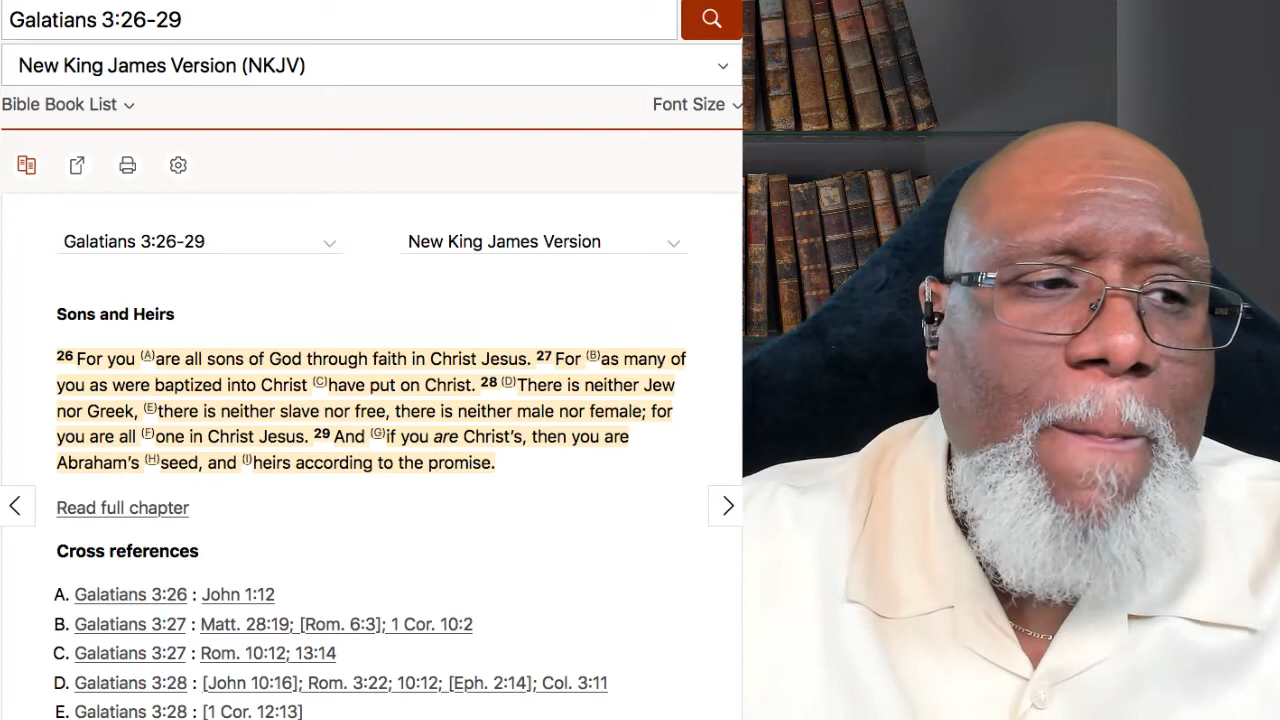 Galatians 3:26-29
New King James Version (NKJV)
Bible Book List
Font Size
Galatians 3:26-29
New King James Version
Sons and Heirs
26 For you (A)are all sons of God through faith in Christ Jesus. 27 For (B)as many of
you as were baptized into Christ (C)have put on Christ. 28 (D)There is neither Jew
nor Greek, (E)there is neither slave nor free, there is neither male nor female; for
you are all (F)one in Christ Jesus. 29 And (G)if you are Christ’s, then you are
Abraham’s (H)seed, and (I)heirs according to the promise.
Read full chapter
Cross references
A. Galatians 3:26 : John 1:12
B. Galatians 3:27 : Matt. 28:19; [Rom. 6:3]; 1 Cor. 10:2
C. Galatians 3:27 : Rom. 10:12; 13:14
D. Galatians 3:28 : [John 10:16]; Rom. 3:22; 10:12; [Eph. 2:14]; Col. 3:11
E. Galatians 3:28 : [1 Cor. 12:13]